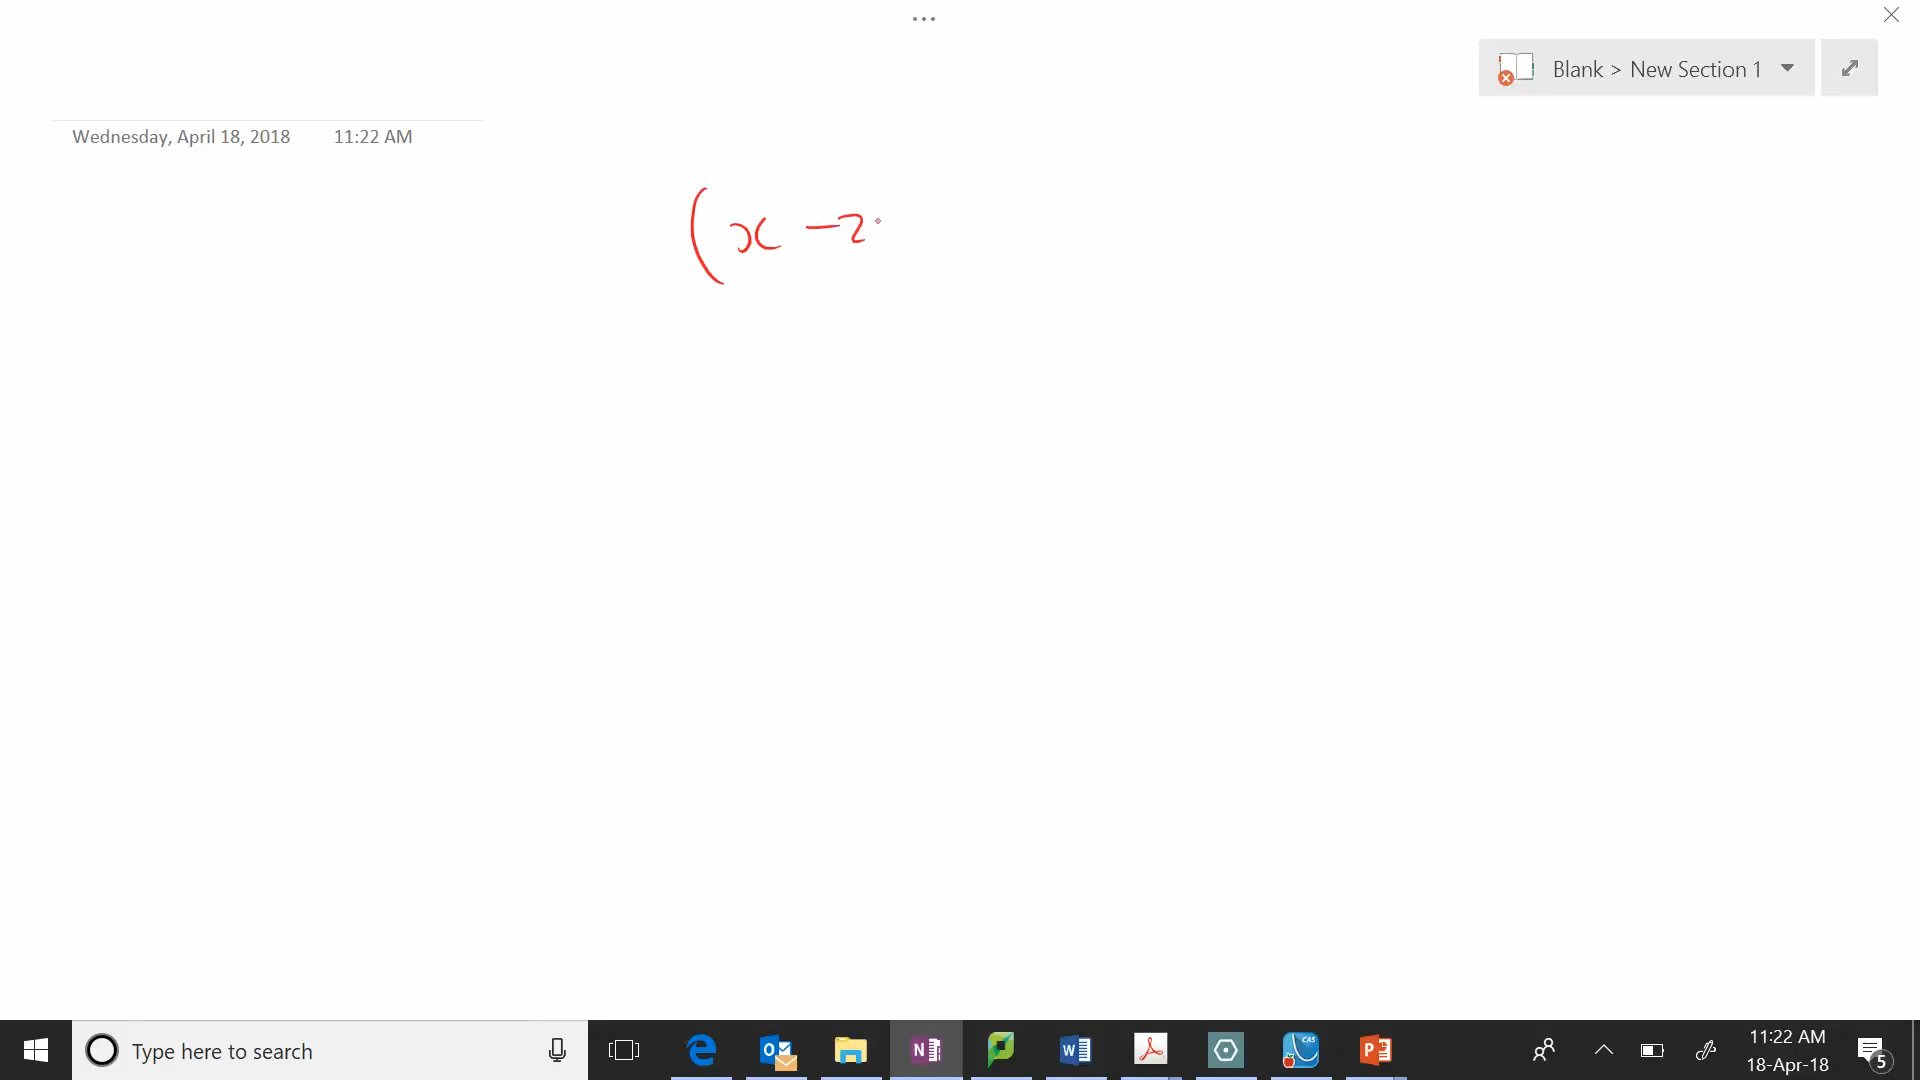 Blank > New Section 1
Wednesday, April 18, 2018 11:22 AM
(x -2
Type here to search
11:22 AM
18-Apr-18
5